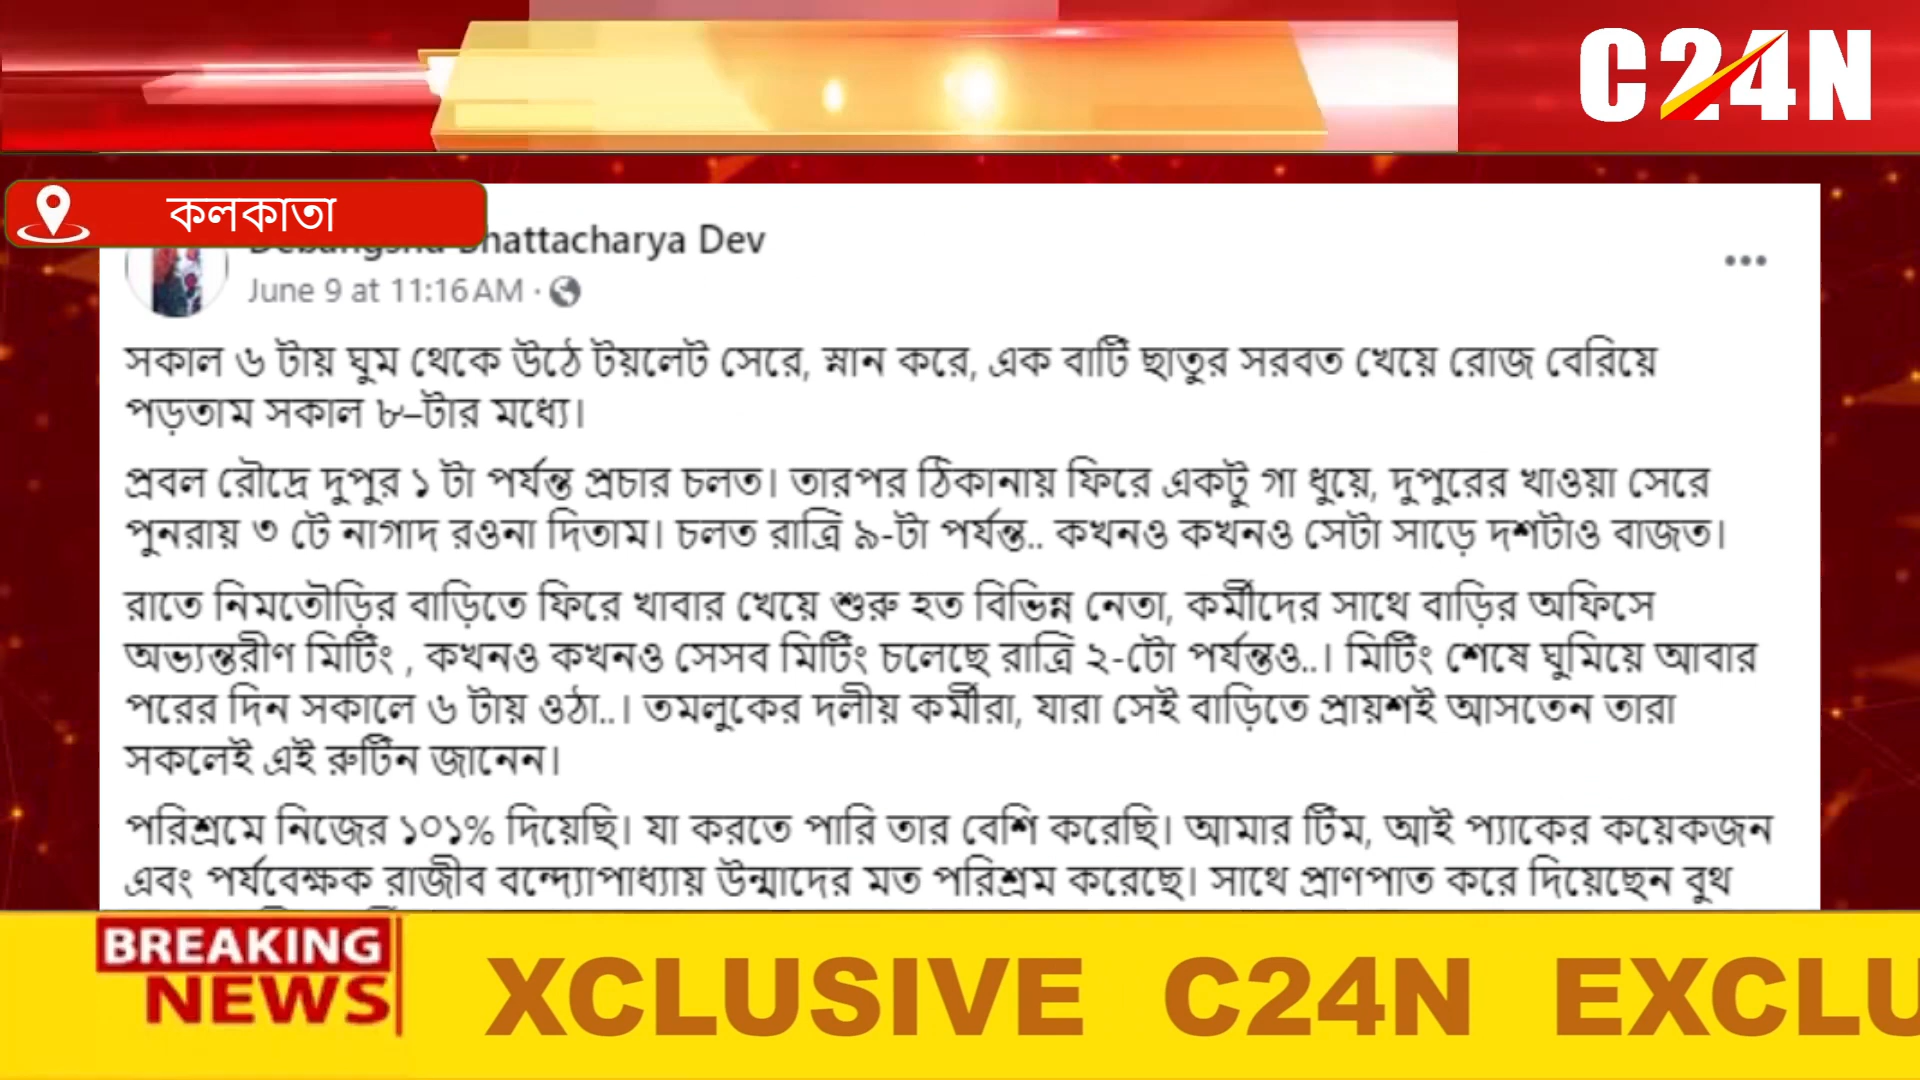 C24N
কলকাতা
Debangshu Bhattacharya Dev
June 9 at 11:16 AM
সকাল ৬ টায় ঘুম থেকে উঠে টয়লেট সেরে, স্নান করে, এক বাটি ছাতুর সরবত খেয়ে রোজ বেরিয়ে
পড়তাম সকাল ৮–টার মধ্যে।
প্রবল রৌদ্রে দুপুর ১ টা পর্যন্ত প্রচার চলত। তারপর ঠিকানায় ফিরে একটু গা ধুয়ে, দুপুরের খাওয়া সেরে
পুনরায় ৩ টে নাগাদ রওনা দিতাম। চলত রাত্রি ৯-টা পর্যন্ত.. কখনও কখনও সেটা সাড়ে দশটাও বাজত।
রাতে নিমতৌড়ির বাড়িতে ফিরে খাবার খেয়ে শুরু হত বিভিন্ন নেতা, কর্মীদের সাথে বাড়ির অফিসে
অভ্যন্তরীণ মিটিং , কখনও কখনও সেসব মিটিং চলেছে রাত্রি ২-টো পর্যন্তও..। মিটিং শেষে ঘুমিয়ে আবার
পরের দিন সকালে ৬ টায় ওঠা..। তমলুকের দলীয় কর্মীরা, যারা সেই বাড়িতে প্রায়শই আসতেন তারা
সকলেই এই রুটিন জানেন।
পরিশ্রমে নিজের ১০১% দিয়েছি। যা করতে পারি তার বেশি করেছি। আমার টিম, আই প্যাকের কয়েকজন
এবং পর্যবেক্ষক রাজীব বন্দ্যোপাধ্যায় উন্মাদের মত পরিশ্রম করেছে। সাথে প্রাণপাত করে দিয়েছেন বুথ
BREAKING
NEWS
XCLUSIVE C24N EXCLU